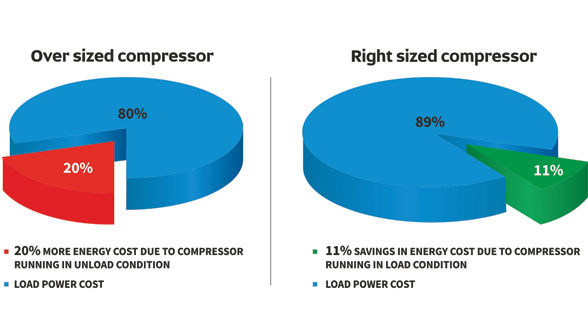 Over sized compressor
80%
20%
20% MORE ENERGY COST DUE TO COMPRESSOR
RUNNING IN UNLOAD CONDITION
LOAD POWER COST
Right sized compressor
89%
11%
11% SAVINGS IN ENERGY COST DUE TO COMPRESSOR
RUNNING IN LOAD CONDITION
LOAD POWER COST